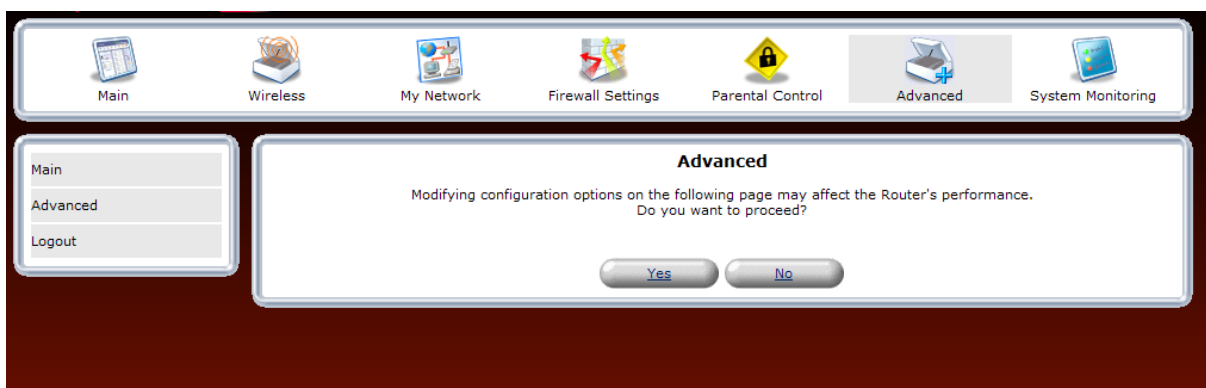 Main
Wireless
My Network
Firewall Settings
Parental Control
Advanced
System Monitoring
Main
Advanced
Logout
Advanced
Modifying configuration options on the following page may affect the Router's performance.
Do you want to proceed?
Yes
No